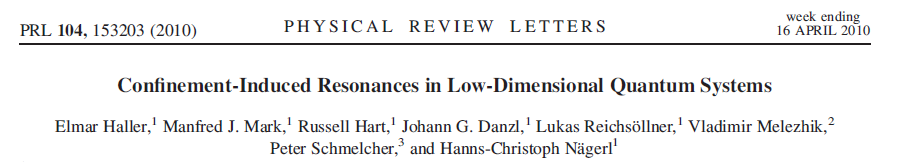 PRL 104, 153203 (2010)
PHYSICAL REVIEW LETTERS
week ending
16 APRIL 2010
Confinement-Induced Resonances in Low-Dimensional Quantum Systems
Elmar Haller,1 Manfred J. Mark,1 Russell Hart,1 Johann G. Danzl,1 Lukas Reichsöllner,1 Vladimir Melezhik,2
Peter Schmelcher,3 and Hanns-Christoph Nägerl1